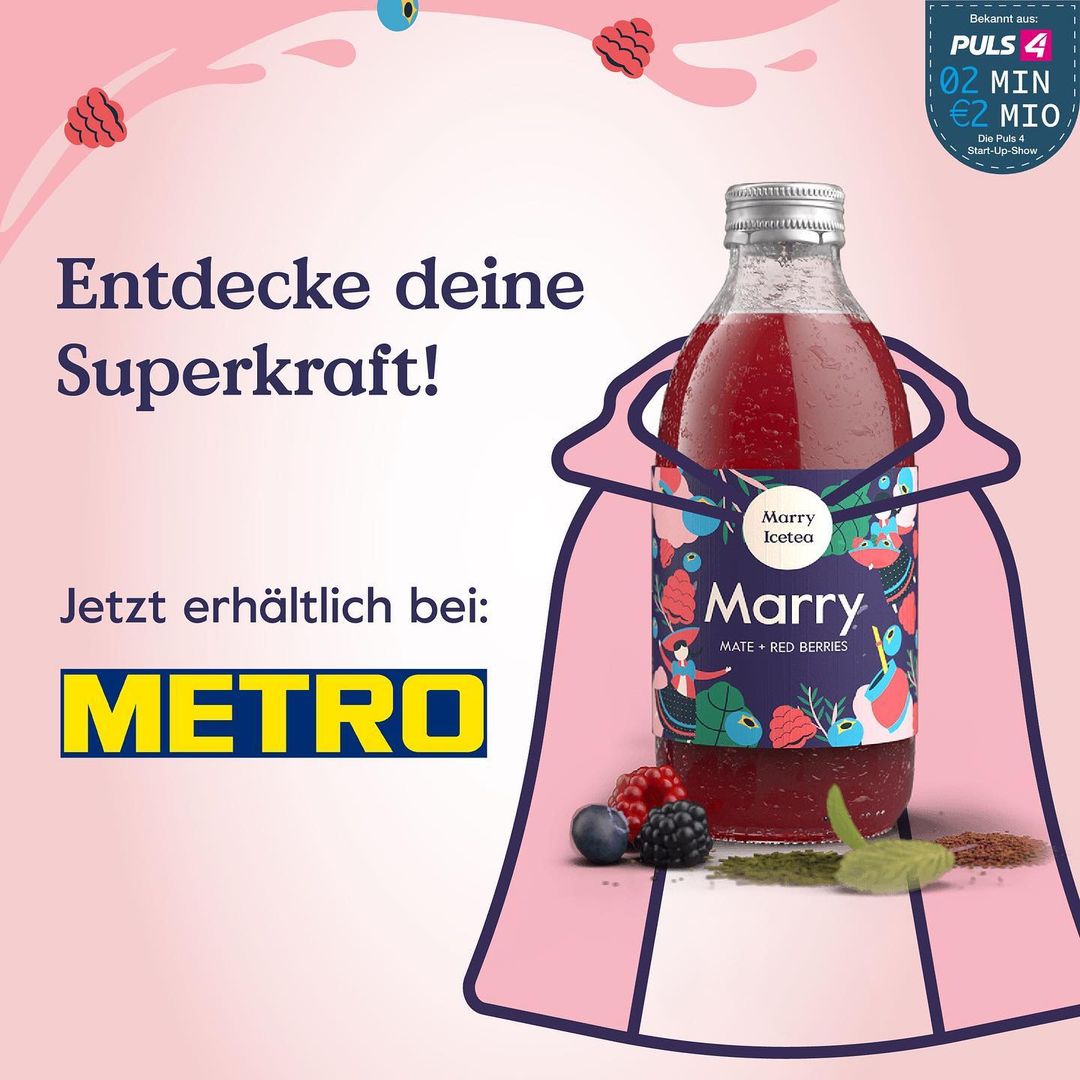 Bekannt aus:
PULS 4
02 MIN
€2 MIO
Die Puls 4
Start-Up-Show
Entdecke deine
Superkraft!
Jetzt erhältlich bei:
METRO
Marry
Icetea
Marry
MATE + RED BERRIES